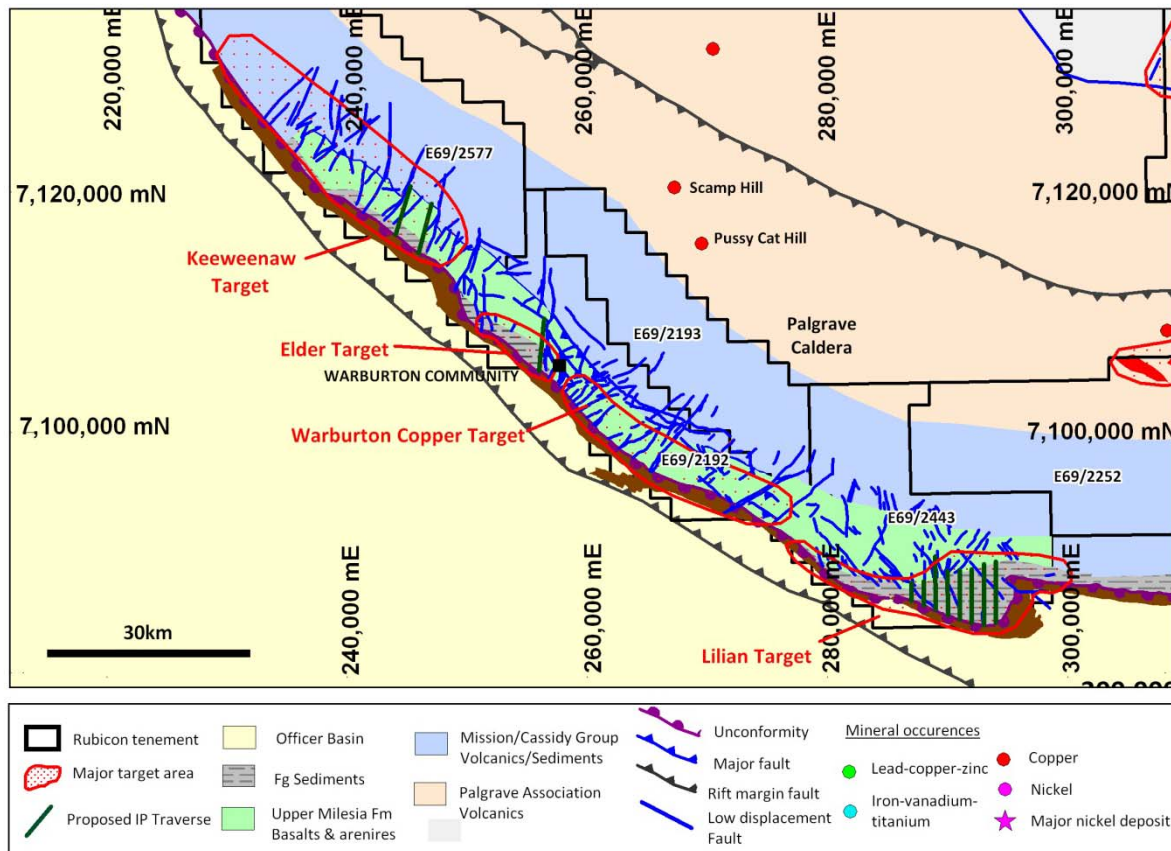 220,000 mE
240,000 mE
260,000 mE
280,000 mE
300,000 mE
7,120,000 mN
7,120,000 mN
E69/2577
Scamp Hill
Pussy Cat Hill
Keeweenaw
Target
E69/2193
Palgrave
Caldera
Elder Target
WARBURTON COMMUNITY
Warburton Copper Target
7,100,000 mN
7,100,000 mN
E69/2192
E69/2252
E69/2443
240,000 mE
260,000 mE
280,000 mE
300,000 mE
30km
Lilian Target
Rubicon tenement
Major target area
Proposed IP Traverse
Officer Basin
Fg Sediments
Upper Milesia Fm
Basalts & arenires
Mission/Cassidy Group
Volcanics/Sediments
Palgrave Association
Volcanics
Unconformity
Major fault
Rift margin fault
Low displacement
Fault
Mineral occurences
Lead-copper-zinc
Iron-vanadium-
titanium
Copper
Nickel
Major nickel deposit